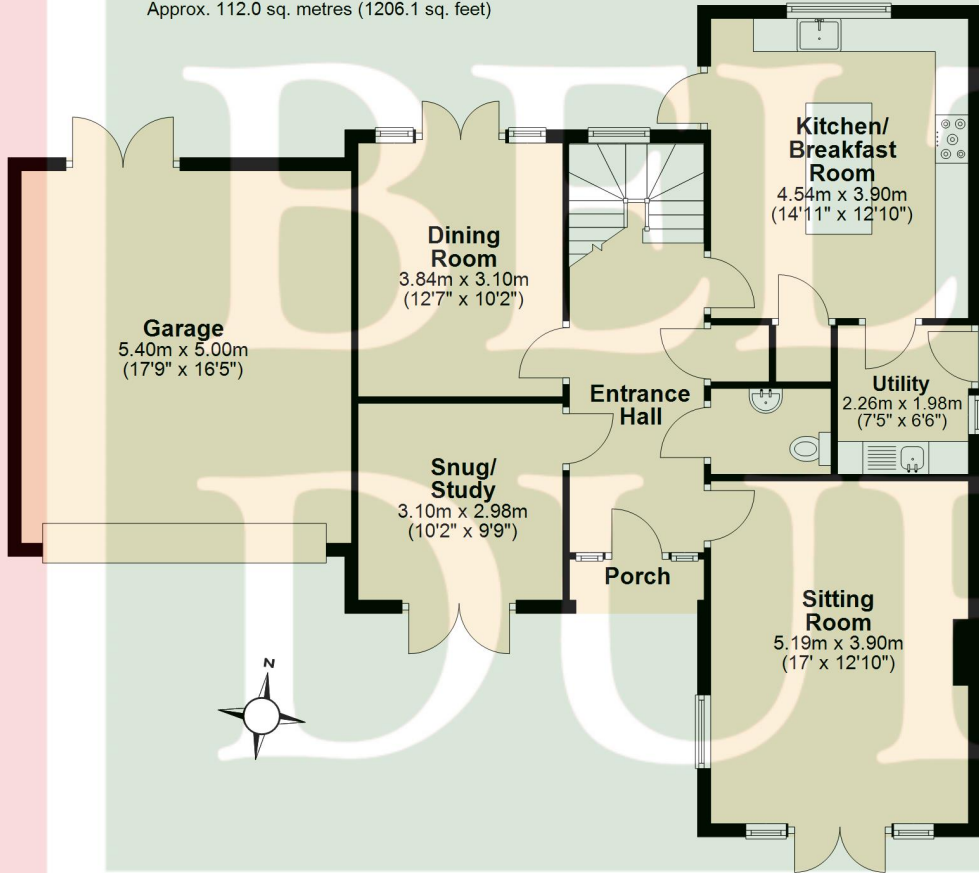 Approx. 112.0 sq. metres (1206.1 sq. feet)
Kitchen/
Breakfast
Room
4.54m x 3.90m
(14'11" x 12'10")
Dining
Room
3.84m x 3.10m
(12'7" x 10'2")
Garage
5.40m x 5.00m
(17'9" x 16'5")
Entrance
Hall
Utility
2.26m x 1.98m
(7'5" x 6'6")
Snug/
Study
3.10m x 2.98m
(10'2" x 9'9")
Porch
Sitting
Room
5.19m x 3.90m
(17' x 12'10")
N